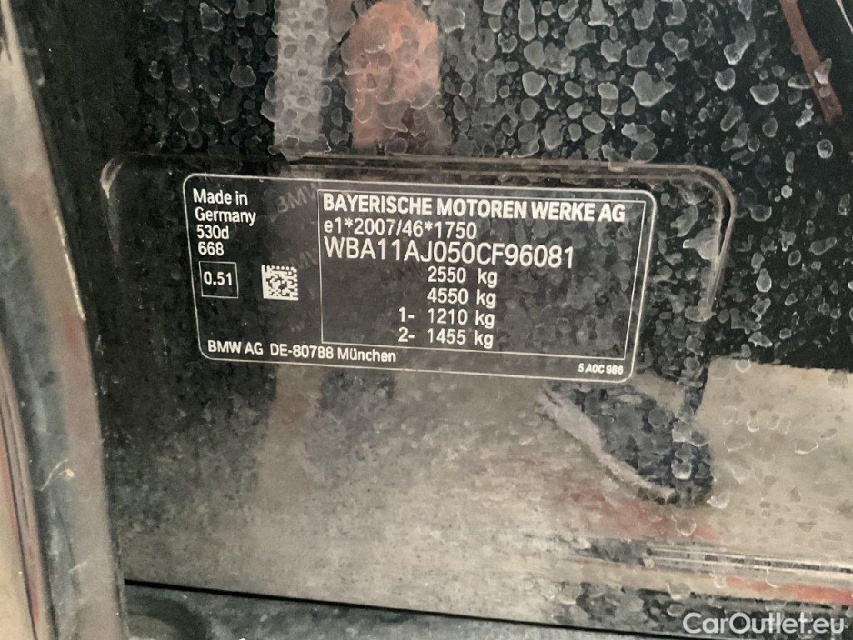 Made in
Germany
530d
668
0.51
BMW AG DE-80788 München
BAYERISCHE MOTOREN WERKE AG
e1*2007/46*1750
WBA11AJ050CF96081
2550 kg
4550 kg
1- 1210 kg
2- 1455 kg
5 A0C 986
CarOutlet.eu